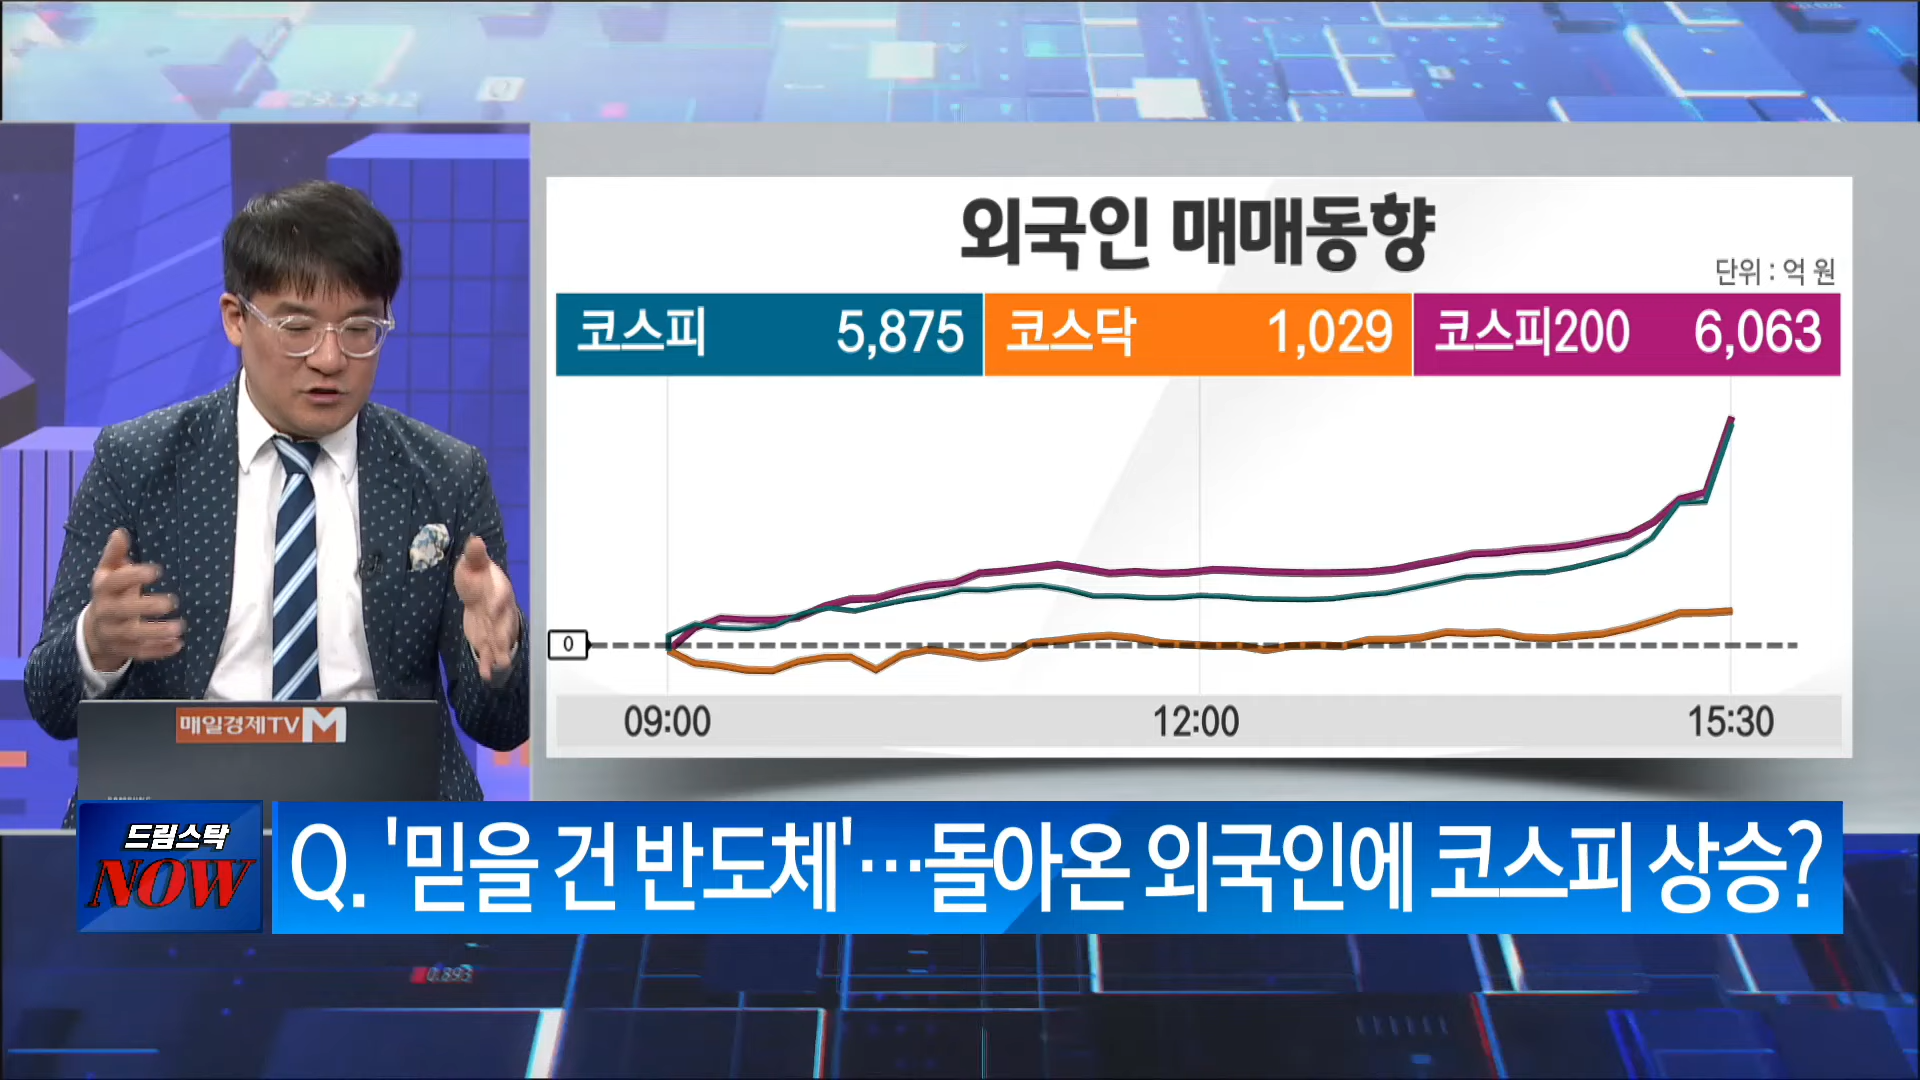 외국인 매매동향
단위 : 억 원
코스피 5,875 코스닥 1,029 코스피200 6,063
0
09:00 12:00 15:30
매일경제TV M
드림스탁
NOW
Q. '믿을 건 반도체'…돌아온 외국인에 코스피 상승?
0.893